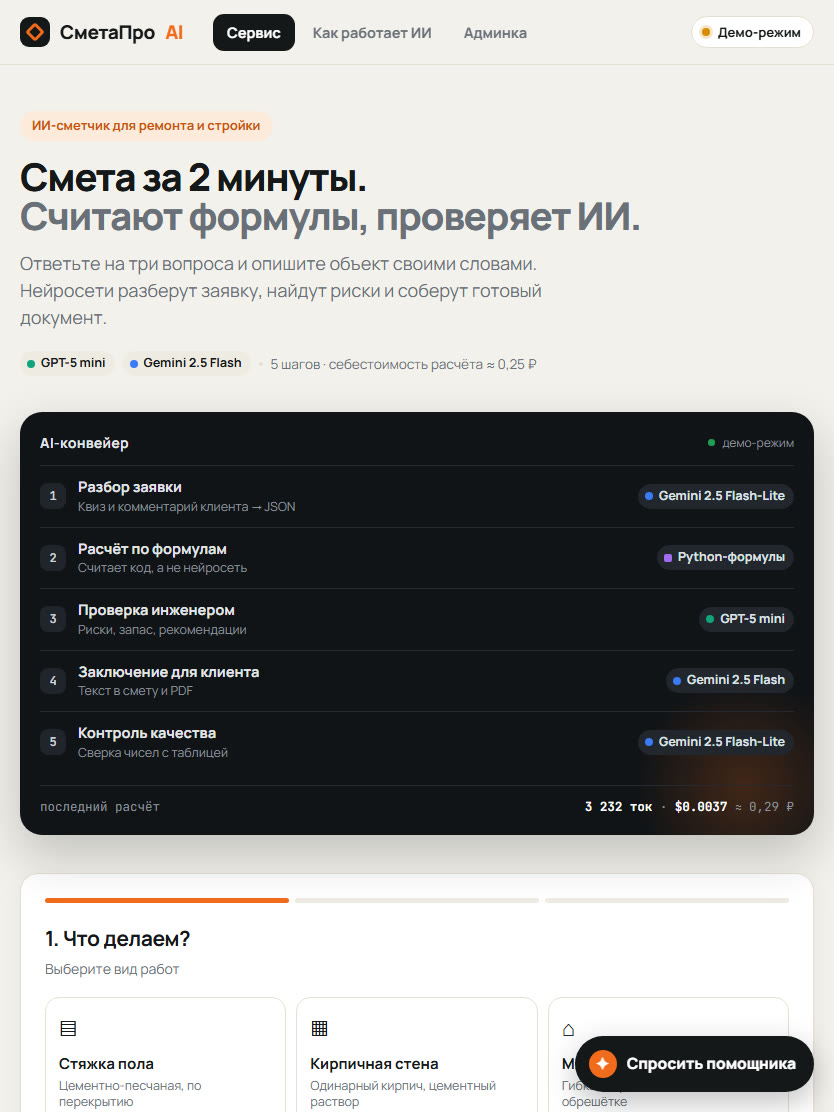 СметаПро AI
Сервис
Как работает ИИ
Админка
Демо-режим
ИИ-сметчик для ремонта и стройки
Смета за 2 минуты.
Считают формулы, проверяет ИИ.
Ответьте на три вопроса и опишите объект своими словами.
Нейросети разберут заявку, найдут риски и соберут готовый
документ.
GPT-5 mini
Gemini 2.5 Flash
5 шагов · себестоимость расчёта ≈ 0,25 ₽
AI-конвейер
демо-режим
1
Разбор заявки
Квиз и комментарий клиента → JSON
Gemini 2.5 Flash-Lite
2
Расчёт по формулам
Считает код, а не нейросеть
Python-формулы
3
Проверка инженером
Риски, запас, рекомендации
GPT-5 mini
4
Заключение для клиента
Текст в смету и PDF
Gemini 2.5 Flash
5
Контроль качества
Сверка чисел с таблицей
Gemini 2.5 Flash-Lite
последний расчёт
3 232 ток · $0.0037 ≈ 0,29 ₽
1. Что делаем?
Выберите вид работ
Стяжка пола
Цементно-песчаная, по
перекрытию
Кирпичная стена
Одинарный кирпич, цементный
раствор
обрешётке
Спросить помощника